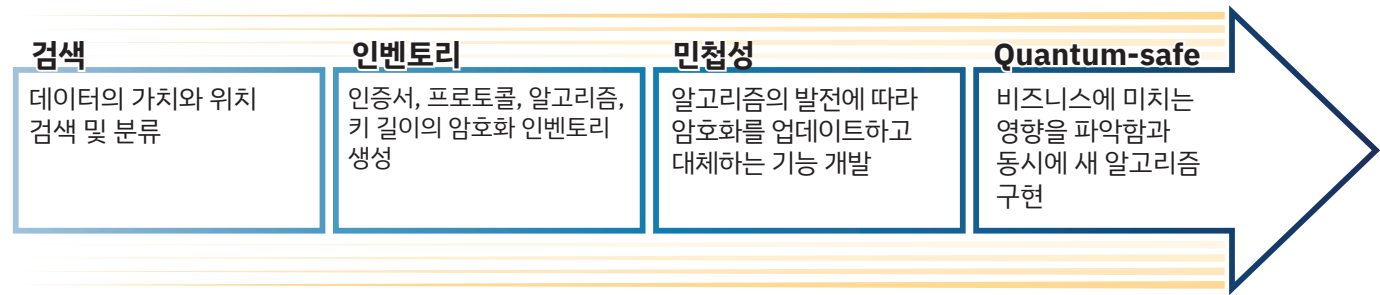 검색
데이터의 가치와 위치
검색 및 분류
인벤토리
인증서, 프로토콜, 알고리즘,
키 길이의 암호화 인벤토리
생성
민첩성
알고리즘의 발전에 따라
암호화를 업데이트하고
대체하는 기능 개발
Quantum-safe
비즈니스에 미치는
영향을 파악함과
동시에 새 알고리즘
구현